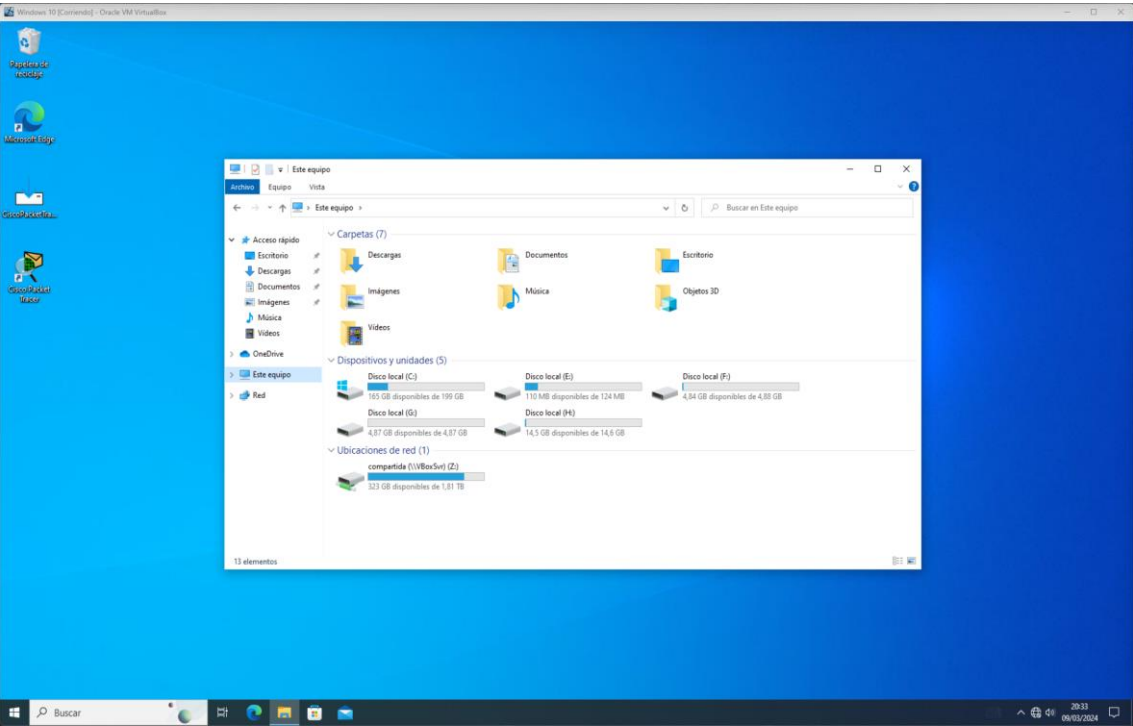 Windows 10 [Corriendo] - Oracle VM VirtualBox
Papelera de
reciclaje
Microsoft Edge
CiscoPacketTra...
Cisco Packet
Tracer
Este equipo
Archivo Equipo Vista
Este equipo
Buscar en Este equipo
Acceso rápido
Escritorio
Descargas
Documentos
Imágenes
Música
Vídeos
OneDrive
Este equipo
Red
Carpetas (7)
Descargas
Documentos
Escritorio
Imágenes
Música
Objetos 3D
Vídeos
Dispositivos y unidades (5)
Disco local (C:)
165 GB disponibles de 199 GB
Disco local (E:)
110 MB disponibles de 124 MB
Disco local (F:)
4,84 GB disponibles de 4,88 GB
Disco local (G:)
4,87 GB disponibles de 4,87 GB
Disco local (H:)
14,5 GB disponibles de 14,6 GB
Ubicaciones de red (1)
compartida (\\VBoxSvr) (Z:)
323 GB disponibles de 1,81 TB
13 elementos
Buscar
20:33
09/03/2024